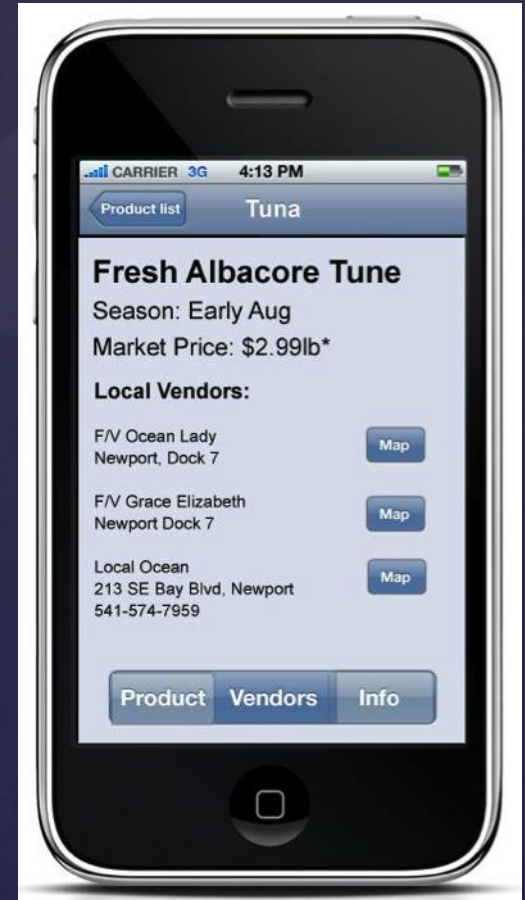 CARRIER 3G 4:13 PM
Product list Tuna
Fresh Albacore Tune
Season: Early Aug
Market Price: $2.99lb*
Local Vendors:
F/V Ocean Lady
Newport, Dock 7
Map
F/V Grace Elizabeth
Newport Dock 7
Map
Local Ocean
213 SE Bay Blvd, Newport
541-574-7959
Map
Product Vendors Info